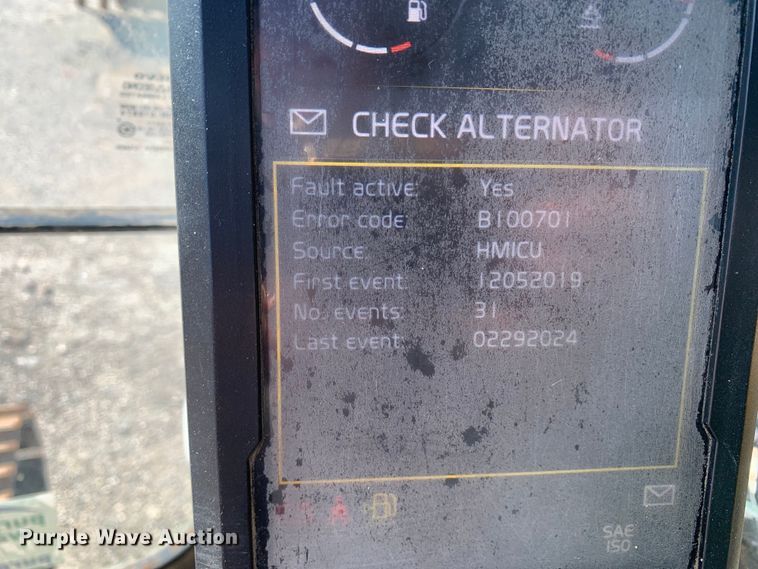 CHECK ALTERNATOR
Fault active: Yes
Error code: B100701
Source: HMICU
First event: 12052019
No. events: 31
Last event: 02292024
SAE
ISO
Purple Wave Auction